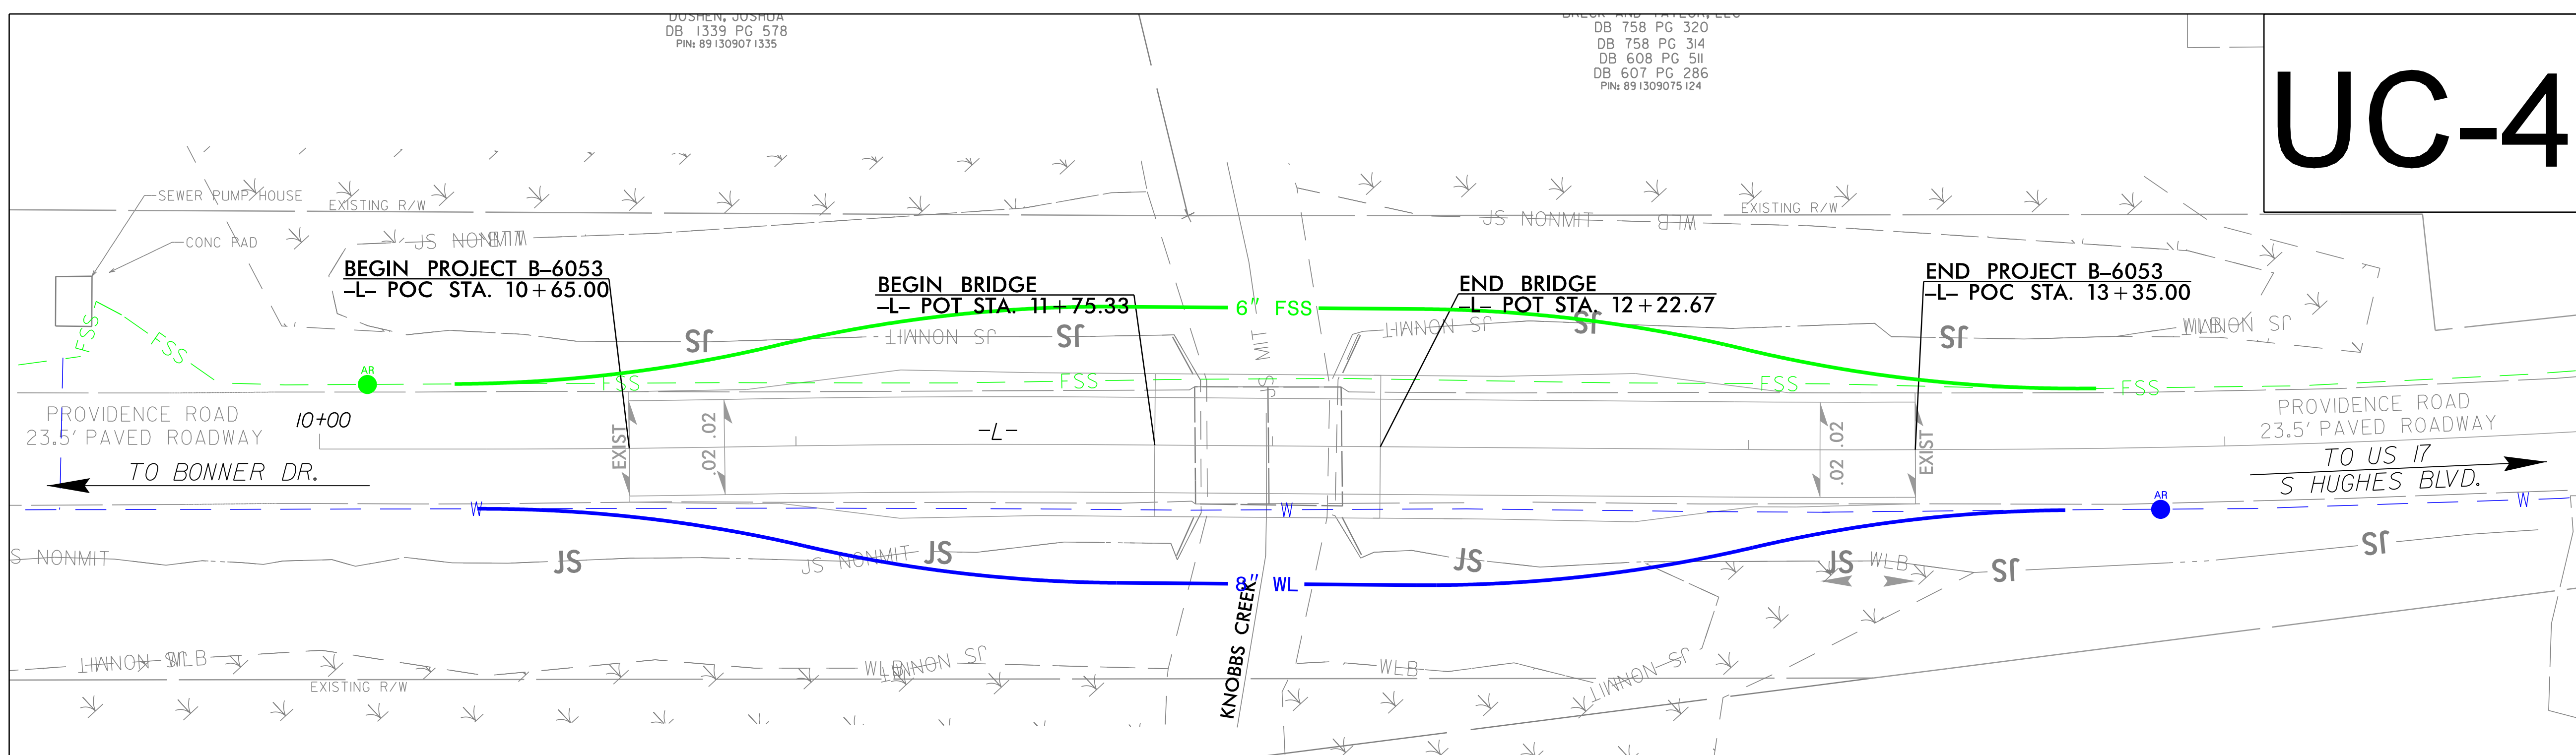 DOSHEN, JOSHUA
DB 1339 PG 578
PIN: 891309071335
DB 758 PG 320
DB 758 PG 314
DB 608 PG 511
DB 607 PG 286
PIN: 891309075124
UC-4
SEWER PUMP HOUSE
EXISTING R/W
EXISTING R/W
CONC PAD
JS NONMIT
WLB
JS NONMIT
WLB
BEGIN PROJECT B-6053
-L- POC STA. 10+65.00
BEGIN BRIDGE
-L- POT STA. 11+75.33
END BRIDGE
-L- POT STA. 12+22.67
END PROJECT B-6053
-L- POC STA. 13+35.00
6" FSS
FSS
FSS
JS
JS NONMIT
JS
MIT
JS
JS NONMIT
JS
JS
WLB
JS NONMIT
AR
FSS
FSS
FSS
FSS
PROVIDENCE ROAD
23.5' PAVED ROADWAY
10+00
EXIST
.02 .02
-L-
.02 .02
EXIST
PROVIDENCE ROAD
23.5' PAVED ROADWAY
TO BONNER DR.
TO US 17
S HUGHES BLVD.
W
W
AR
W
JS NONMIT
JS
JS NONMIT
JS
JS
JS
WLB
JS
JS
8" WL
KNOBBS CREEK
JS NONMIT
WLB
WLB
JS NONMIT
WLB
JS NONMIT
EXISTING R/W